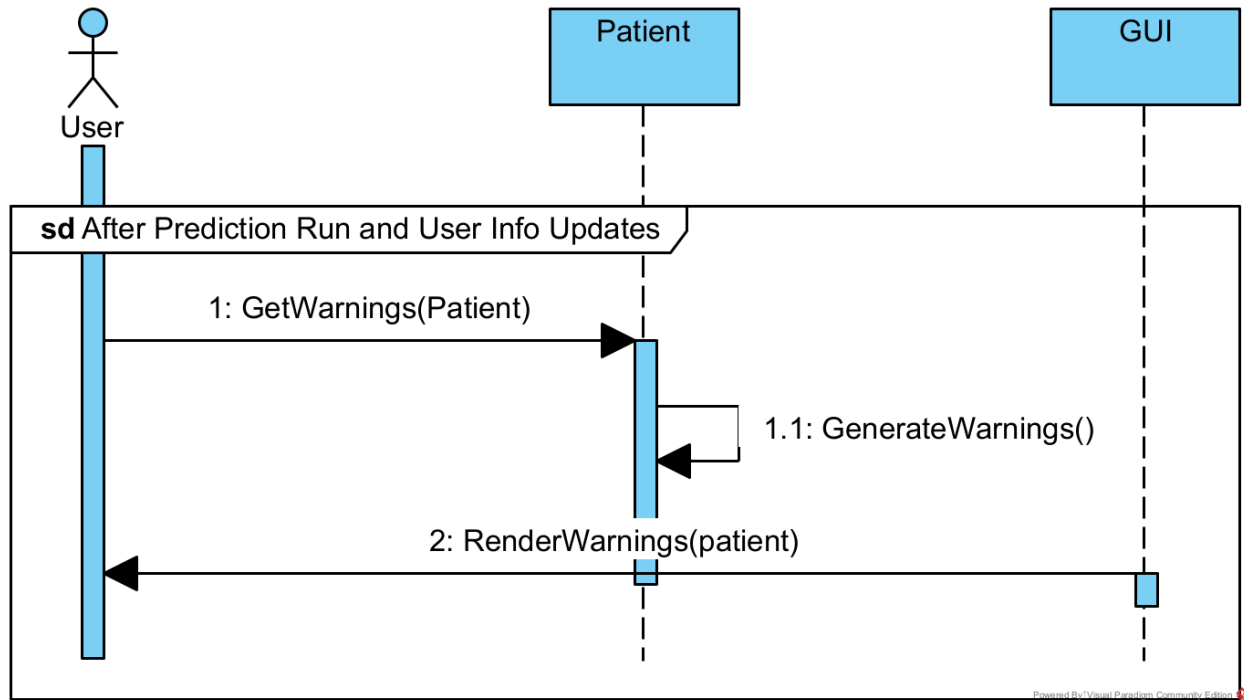 Patient
GUI
User
sd After Prediction Run and User Info Updates
1: GetWarnings(Patient)
1.1: GenerateWarnings()
2: RenderWarnings(patient)
Powered By Visual Paradigm Community Edition